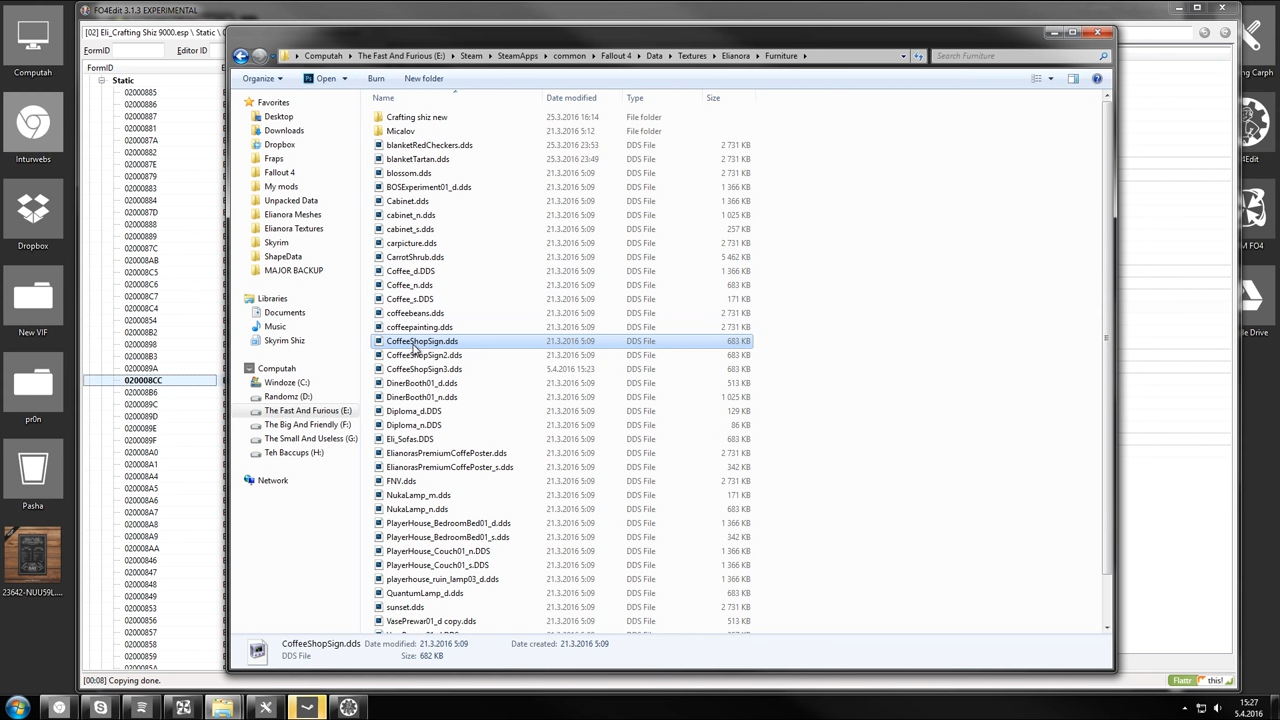 FO4Edit 3.1.3 EXPERIMENTAL
[02] Eli_Crafting Shiz 9000.esp \ Static \
FormID
Editor ID
FormID
Static
02000885
02000886
02000887
02000881
0200087A
02000882
0200087E
02000879
02000883
02000884
0200087D
02000888
02000889
0200087C
020008AB
020008C5
020008C6
020008C7
020008C4
02000854
020008B2
02000898
020008B3
0200089A
020008CC
020008B6
0200089C
0200089D
0200089E
0200089F
020008A0
020008A1
020008A4
020008A5
020008A6
020008A7
020008A8
020008A9
020008AA
02000846
02000847
02000848
02000849
02000853
02000856
02000857
02000858
0200085A
[00:08] Copying done.
Flattr this!
Computah
Inturwebs
Dropbox
New VIF
pr0n
Pasha
23642-NUU59L....
ng Carph
4Edit
M FO4
le Drive
Computah
The Fast And Furious (E:)
Steam
SteamApps
common
Fallout 4
Data
Textures
Elianora
Furniture
Search Furniture
Organize
Open
Burn
New folder
Favorites
Desktop
Downloads
Dropbox
Fraps
Fallout 4
My mods
Unpacked Data
Elianora Meshes
Elianora Textures
Skyrim
ShapeData
MAJOR BACKUP
Libraries
Documents
Music
Skyrim Shiz
Computah
Windoze (C:)
Randomz (D:)
The Fast And Furious (E:)
The Big And Friendly (F:)
The Small And Useless (G:)
Teh Baccups (H:)
Network
Name Date modified Type Size
Crafting shiz new 25.3.2016 16:14 File folder
Micalov 21.3.2016 5:12 File folder
blanketRedCheckers.dds 25.3.2016 23:53 DDS File 2 731 KB
blanketTartan.dds 25.3.2016 23:49 DDS File 2 731 KB
blossom.dds 21.3.2016 5:09 DDS File 2 731 KB
BOSExperiment01_d.dds 21.3.2016 5:09 DDS File 1 366 KB
Cabinet.dds 21.3.2016 5:09 DDS File 1 366 KB
cabinet_n.dds 21.3.2016 5:09 DDS File 1 025 KB
cabinet_s.dds 21.3.2016 5:09 DDS File 257 KB
carpicture.dds 21.3.2016 5:09 DDS File 2 731 KB
CarrotShrub.dds 21.3.2016 5:09 DDS File 5 462 KB
Coffee_d.DDS 21.3.2016 5:09 DDS File 1 366 KB
Coffee_n.dds 21.3.2016 5:09 DDS File 683 KB
Coffee_s.DDS 21.3.2016 5:09 DDS File 171 KB
coffeebeans.dds 21.3.2016 5:09 DDS File 2 731 KB
coffeepainting.dds 21.3.2016 5:09 DDS File 2 731 KB
CoffeeShopSign.dds 21.3.2016 5:09 DDS File 683 KB
CoffeeShopSign2.dds 21.3.2016 5:09 DDS File 683 KB
CoffeeShopSign3.dds 5.4.2016 15:23 DDS File 683 KB
DinerBooth01_d.dds 21.3.2016 5:09 DDS File 513 KB
DinerBooth01_n.dds 21.3.2016 5:09 DDS File 1 025 KB
Diploma_d.DDS 21.3.2016 5:09 DDS File 129 KB
Diploma_n.DDS 21.3.2016 5:09 DDS File 86 KB
Eli_Sofas.DDS 21.3.2016 5:09 DDS File 683 KB
ElianorasPremiumCoffePoster.dds 21.3.2016 5:09 DDS File 2 731 KB
ElianorasPremiumCoffePoster_s.dds 21.3.2016 5:09 DDS File 342 KB
FNV.dds 21.3.2016 5:09 DDS File 2 731 KB
NukaLamp_m.dds 21.3.2016 5:09 DDS File 171 KB
NukaLamp_n.dds 21.3.2016 5:09 DDS File 683 KB
PlayerHouse_BedroomBed01_d.dds 21.3.2016 5:09 DDS File 1 366 KB
PlayerHouse_BedroomBed01_s.dds 21.3.2016 5:09 DDS File 342 KB
PlayerHouse_Couch01_n.DDS 21.3.2016 5:09 DDS File 1 366 KB
PlayerHouse_Couch01_s.DDS 21.3.2016 5:09 DDS File 1 366 KB
playerhouse_ruin_lamp03_d.dds 21.3.2016 5:09 DDS File 1 366 KB
QuantumLamp_d.dds 21.3.2016 5:09 DDS File 683 KB
sunset.dds 21.3.2016 5:09 DDS File 2 731 KB
VasePrewar01_d copy.dds 21.3.2016 5:09 DDS File 513 KB
CoffeeShopSign.dds Date modified: 21.3.2016 5:09 Date created: 21.3.2016 5:09
DDS File Size: 682 KB
15:27
5.4.2016